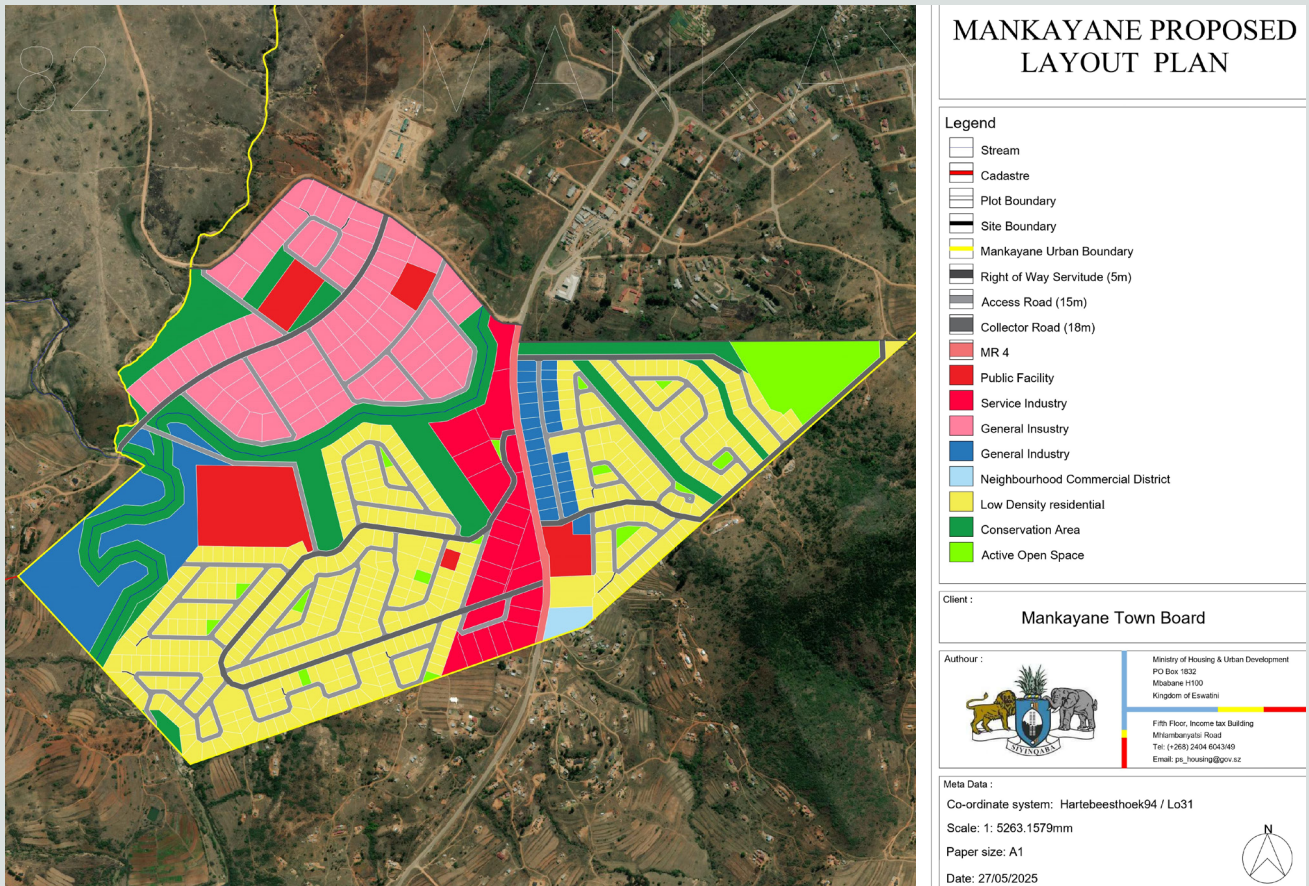 82
MANKAYANE PROPOSED
LAYOUT PLAN
Legend
Stream
Cadastre
Plot Boundary
Site Boundary
Mankayane Urban Boundary
Right of Way Servitude (5m)
Access Road (15m)
Collector Road (18m)
MR 4
Public Facility
Service Industry
General Insustry
General Industry
Neighbourhood Commercial District
Low Density residential
Conservation Area
Active Open Space
Client :
Mankayane Town Board
Authour :
SIYINQABA
Ministry of Housing & Urban Development
PO Box 1832
Mbabane H100
Kingdom of Eswatini
Fifth Floor, Income tax Building
Mhlambanyatsi Road
Tel: (+268) 2404 6043/49
Email: ps_housing@gov.sz
Meta Data :
Co-ordinate system: Hartebeesthoek94 / Lo31
Scale: 1: 5263.1579mm
Paper size: A1
Date: 27/05/2025
N